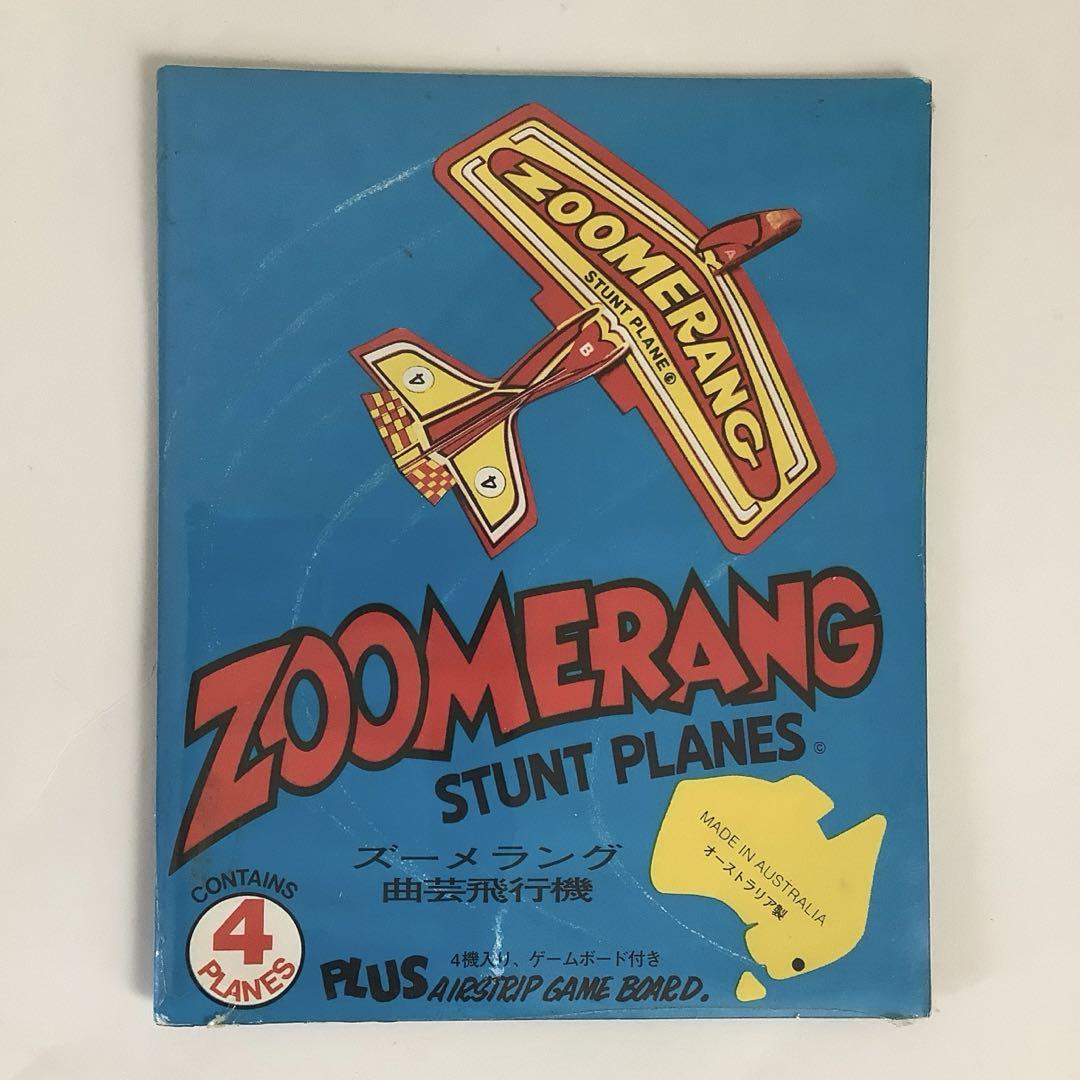 ZOOMERANG
STUNT PLANE ©
A
B
4
4
ZOOMERANG
STUNT PLANES ©
ズーメラング
曲芸飛行機
MADE IN AUSTRALIA
オーストラリア製
CONTAINS
4
PLANES
4機入り、ゲームボード付き
PLUS AIRSTRIP GAME BOARD.